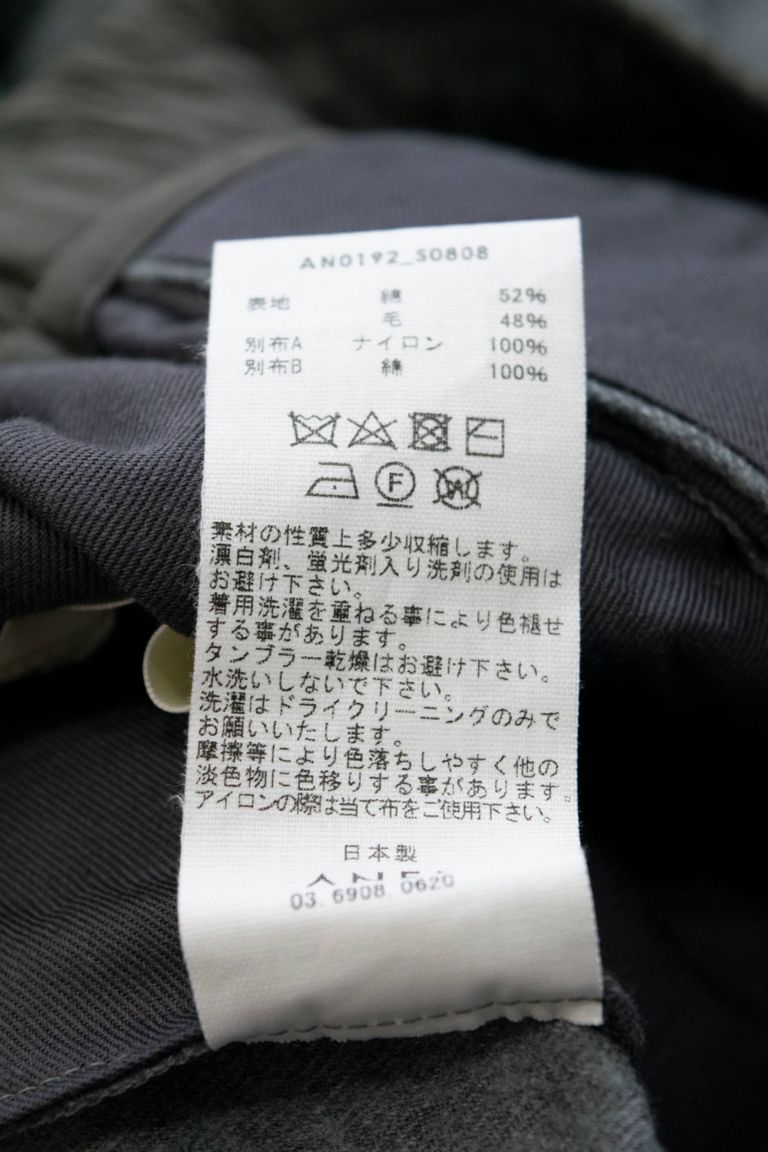 AN0192_S0808
表地 綿 52%
毛 48%
別布A ナイロン 100%
別布B 綿 100%
F
W
素材の性質上多少収縮します。
漂白剤、蛍光剤入り洗剤の使用は
お避け下さい。
着用洗濯を重ねる事により色褪せ
する事があります。
タンブラー乾燥はお避け下さい。
水洗いしないで下さい。
洗濯はドライクリーニングのみで
お願いいたします。
摩擦等により色落ちしやすく他の
淡色物に色移りする事があります。
アイロンの際は当て布をご使用下さい。
日本製
03.6908.0620